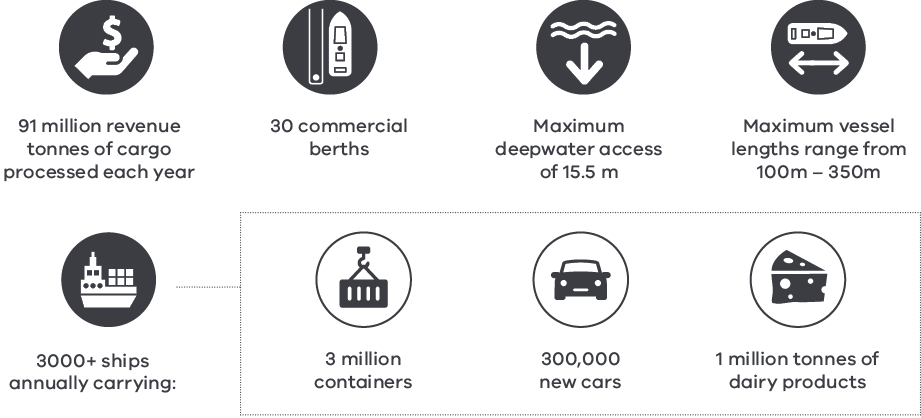 $
91 million revenue
tonnes of cargo
processed each year
30 commercial
berths
Maximum
deepwater access
of 15.5 m
Maximum vessel
lengths range from
100m – 350m
3000+ ships
annually carrying:
3 million
containers
300,000
new cars
1 million tonnes of
dairy products